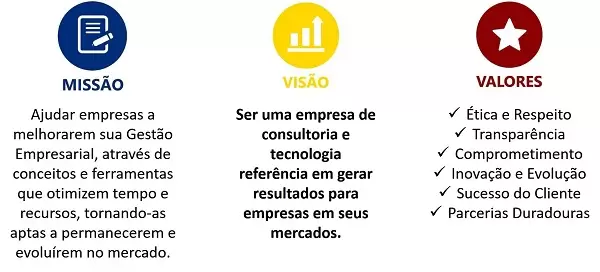 MISSÃO
Ajudar empresas a
melhorarem sua Gestão
Empresarial, através de
conceitos e ferramentas
que otimizem tempo e
recursos, tornando-as
aptas a permanecerem e
evoluírem no mercado.
VISÃO
Ser uma empresa de
consultoria e
tecnologia
referência em gerar
resultados para
empresas em seus
mercados.
VALORES
✓ Ética e Respeito
✓ Transparência
✓ Comprometimento
✓ Inovação e Evolução
✓ Sucesso do Cliente
✓ Parcerias Duradouras